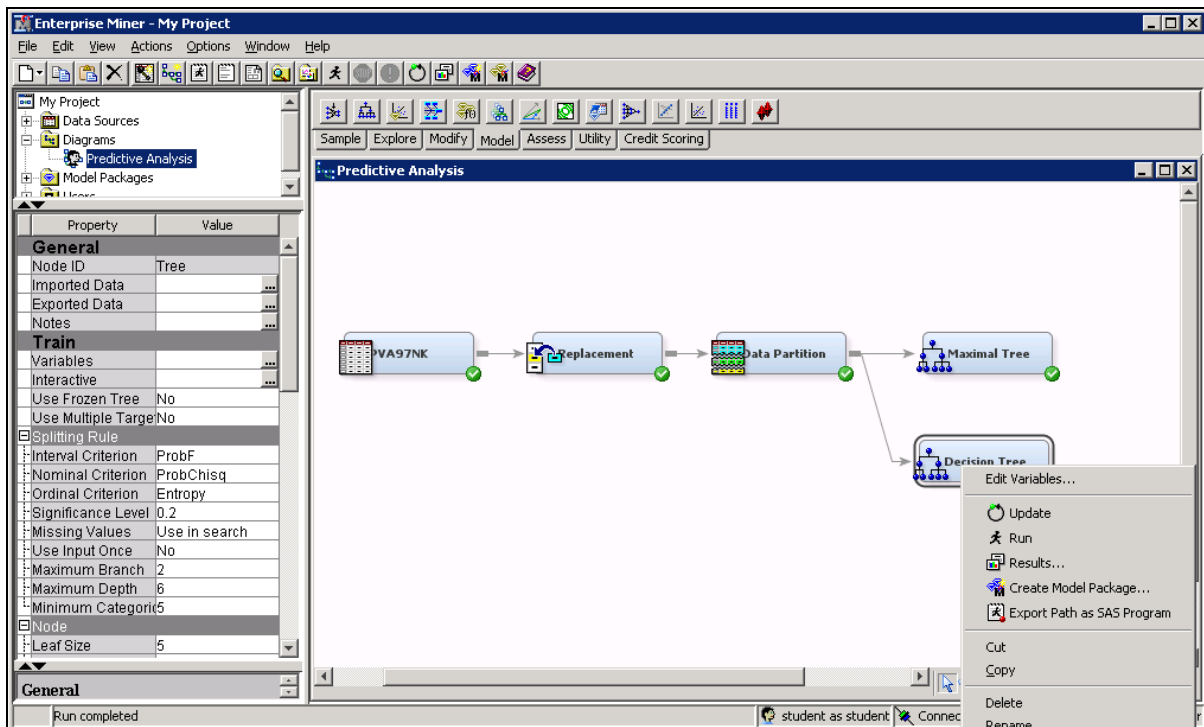 Enterprise Miner - My Project
File Edit View Actions Options Window Help
My Project
Data Sources
Diagrams
Predictive Analysis
Model Packages
Users
Sample Explore Modify Model Assess Utility Credit Scoring
Predictive Analysis
Property Value
General
Node ID Tree
Imported Data ...
Exported Data ...
Notes ...
Train
Variables ...
Interactive ...
Use Frozen Tree No
Use Multiple Targe No
Splitting Rule
Interval Criterion ProbF
Nominal Criterion ProbChisq
Ordinal Criterion Entropy
Significance Level 0.2
Missing Values Use in search
Use Input Once No
Maximum Branch 2
Maximum Depth 6
Minimum Categoric 5
Node
Leaf Size 5
General
PVA97NK
Replacement
Data Partition
Maximal Tree
Decision Tree
Edit Variables...
Update
Run
Results...
Create Model Package...
Export Path as SAS Program
Cut
Copy
Delete
Rename
Run completed
student as student
Connec